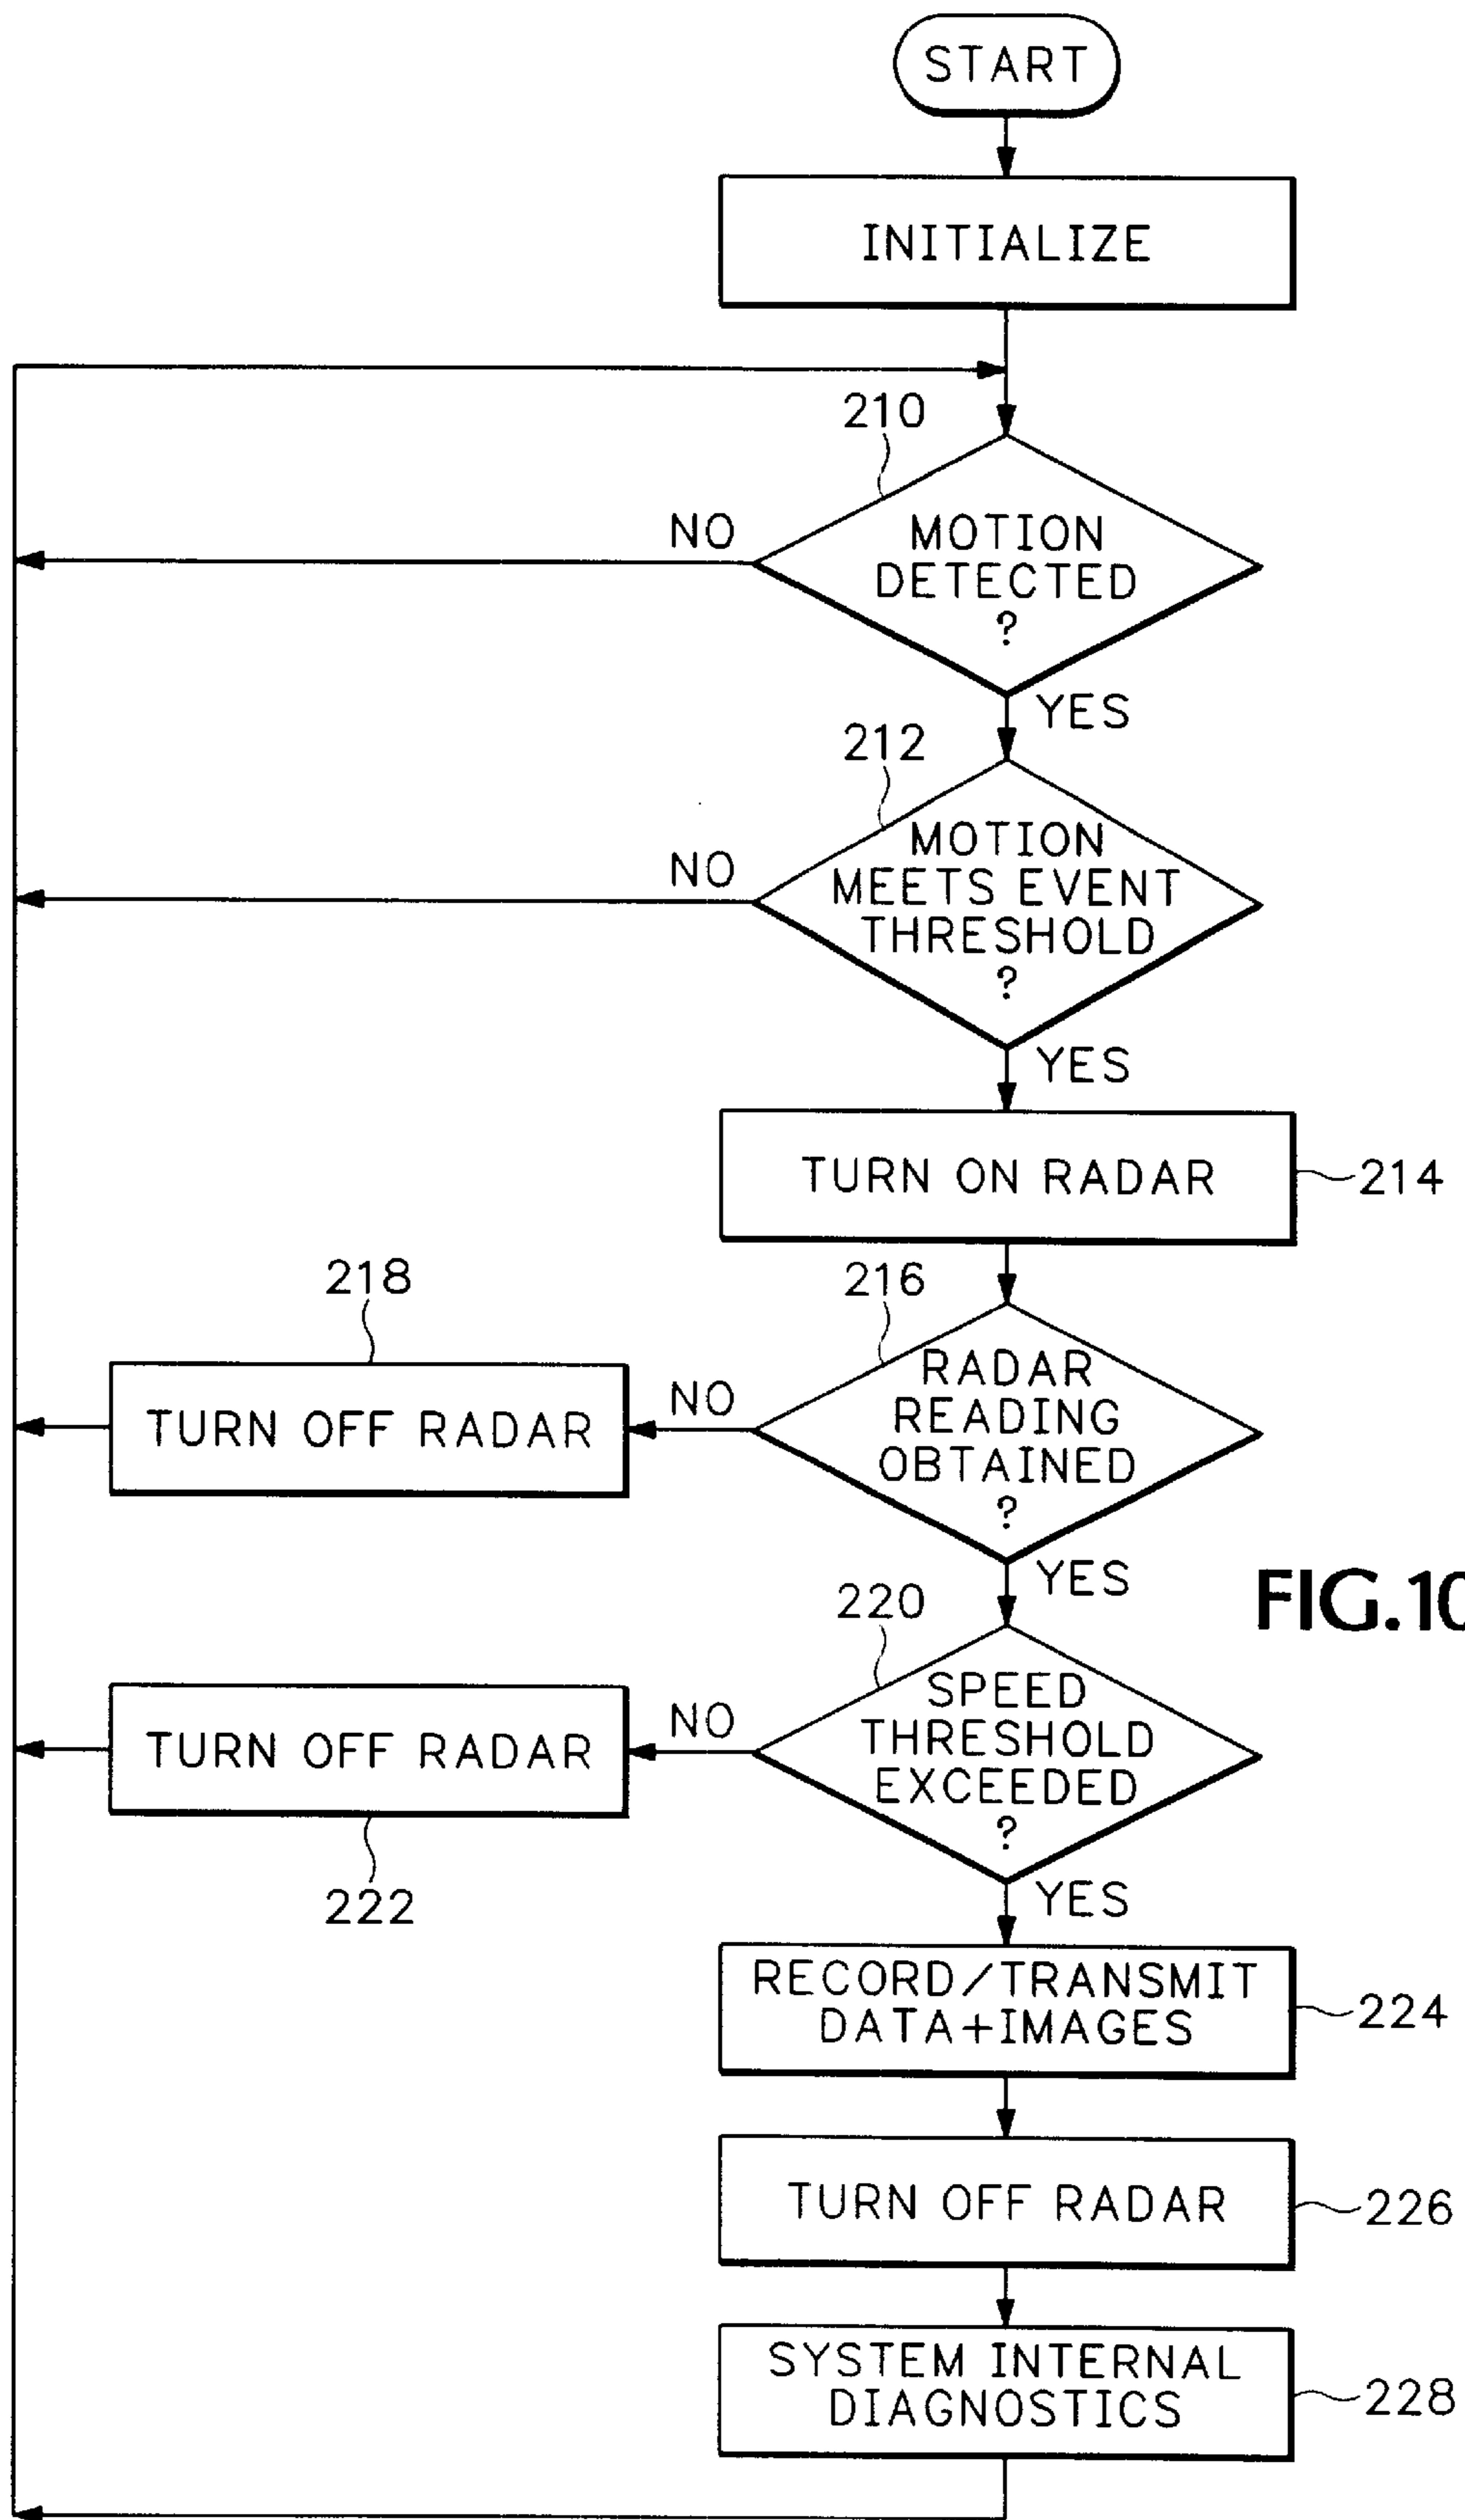 START
INITIALIZE
210
NO
MOTION
DETECTED
?
YES
212
NO
MOTION
MEETS EVENT
THRESHOLD
?
YES
TURN ON RADAR
214
218
216
TURN OFF RADAR
NO
RADAR
READING
OBTAINED
?
YES
FIG.10
220
TURN OFF RADAR
NO
SPEED
THRESHOLD
EXCEEDED
?
222
YES
RECORD/TRANSMIT
DATA+IMAGES
224
TURN OFF RADAR
226
SYSTEM INTERNAL
DIAGNOSTICS
228